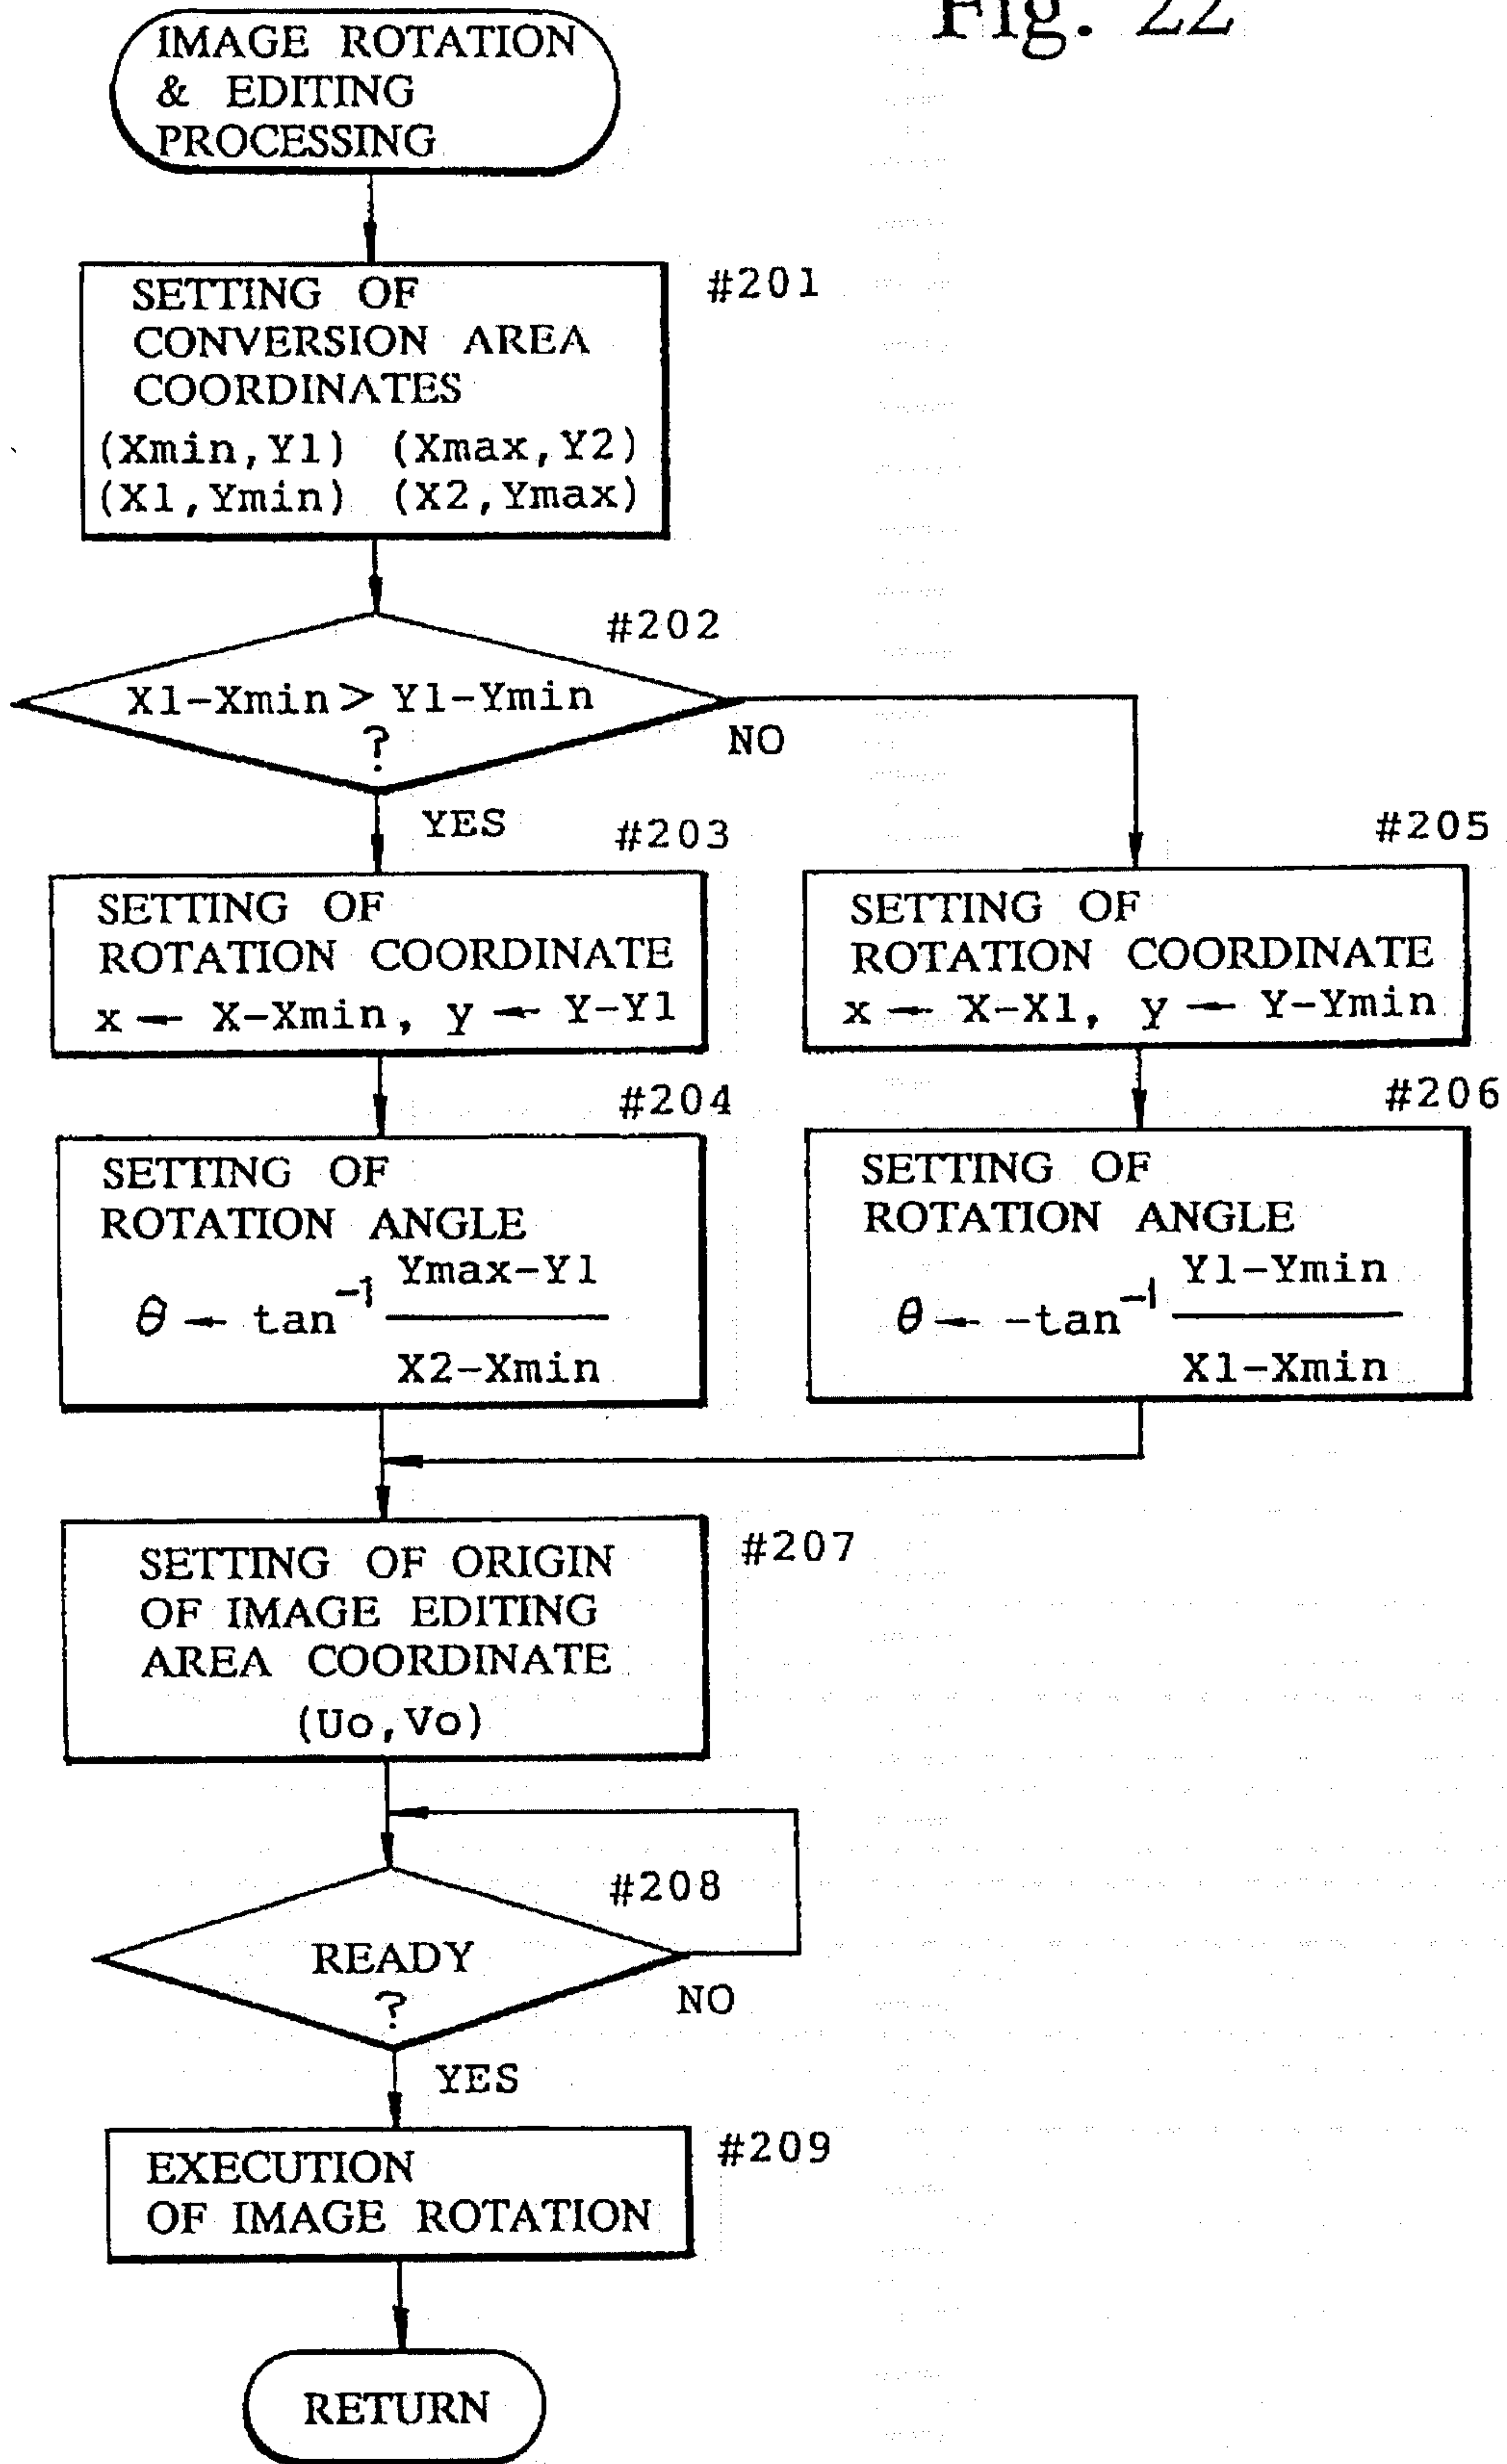 Fig. 22
IMAGE ROTATION
& EDITING
PROCESSING
#201
SETTING OF
CONVERSION AREA
COORDINATES
(Xmin,Y1) (Xmax,Y2)
(X1,Ymin) (X2,Ymax)
#202
X1-Xmin > Y1-Ymin
?
NO
YES
#203
SETTING OF
ROTATION COORDINATE
x ← X-Xmin, y ← Y-Y1
#204
SETTING OF
ROTATION ANGLE
Ymax-Y1
θ ← tan⁻¹
X2-Xmin
#205
SETTING OF
ROTATION COORDINATE
x ← X-X1, y ← Y-Ymin
#206
SETTING OF
ROTATION ANGLE
Y1-Ymin
θ ← -tan⁻¹
X1-Xmin
#207
SETTING OF ORIGIN
OF IMAGE EDITING
AREA COORDINATE
(Uo,Vo)
#208
READY
?
NO
YES
#209
EXECUTION
OF IMAGE ROTATION
RETURN